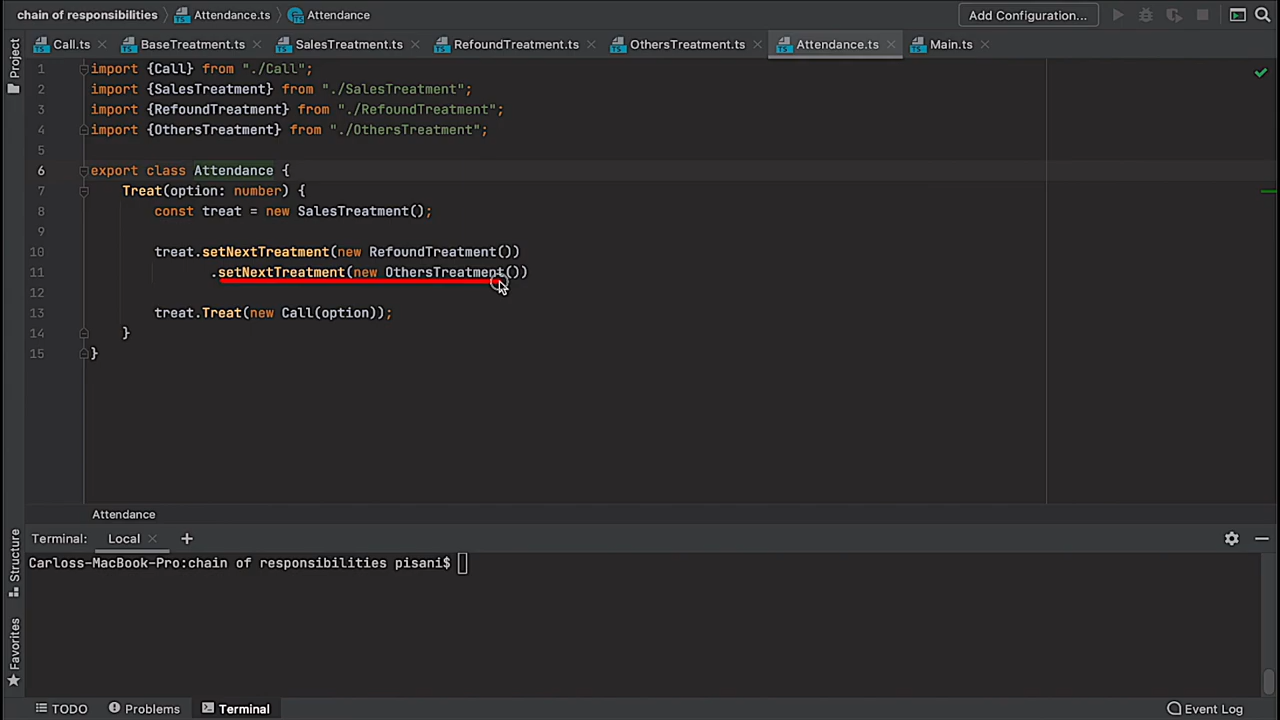 chain of responsibilities Attendance.ts Attendance Add Configuration...
Call.ts BaseTreatment.ts SalesTreatment.ts RefoundTreatment.ts OthersTreatment.ts Attendance.ts Main.ts
Project
1 import {Call} from "./Call";
2 import {SalesTreatment} from "./SalesTreatment";
3 import {RefoundTreatment} from "./RefoundTreatment";
4 import {OthersTreatment} from "./OthersTreatment";
5
6 export class Attendance {
7 Treat(option: number) {
8 const treat = new SalesTreatment();
9
10 treat.setNextTreatment(new RefoundTreatment())
11 .setNextTreatment(new OthersTreatment())
12
13 treat.Treat(new Call(option));
14 }
15 }
Attendance
Terminal: Local +
Carloss-MacBook-Pro:chain of responsibilities pisani$
Structure
Favorites
TODO Problems Terminal Event Log